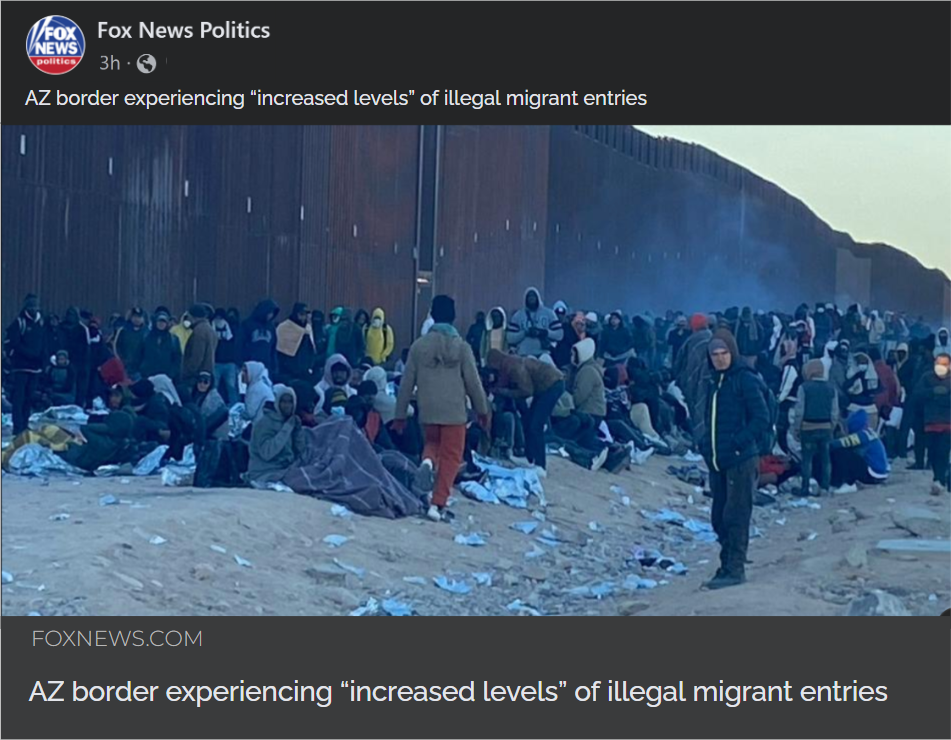 FOX
NEWS
politics
Fox News Politics
3h ·
AZ border experiencing “increased levels” of illegal migrant entries
FOXNEWS.COM
AZ border experiencing “increased levels” of illegal migrant entries